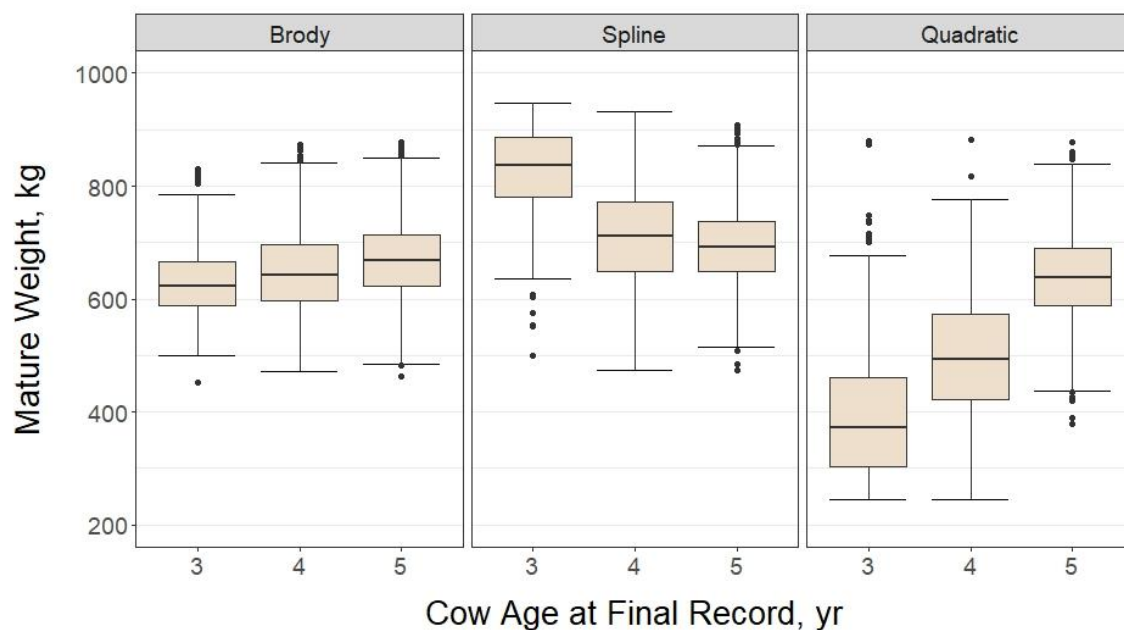 Brody Spline Quadratic
Mature Weight, kg
1000
800
600
400
200
3 4 5 3 4 5 3 4 5
Cow Age at Final Record, yr